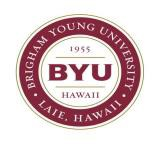 BRIGHAM YOUNG UNIVERSITY
1955
BYU
HAWAII
• LAIE, HAWAII •